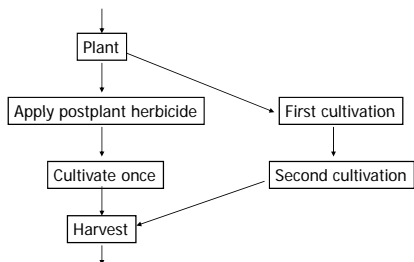 Plant
Apply postplant herbicide
First cultivation
Cultivate once
Second cultivation
Harvest